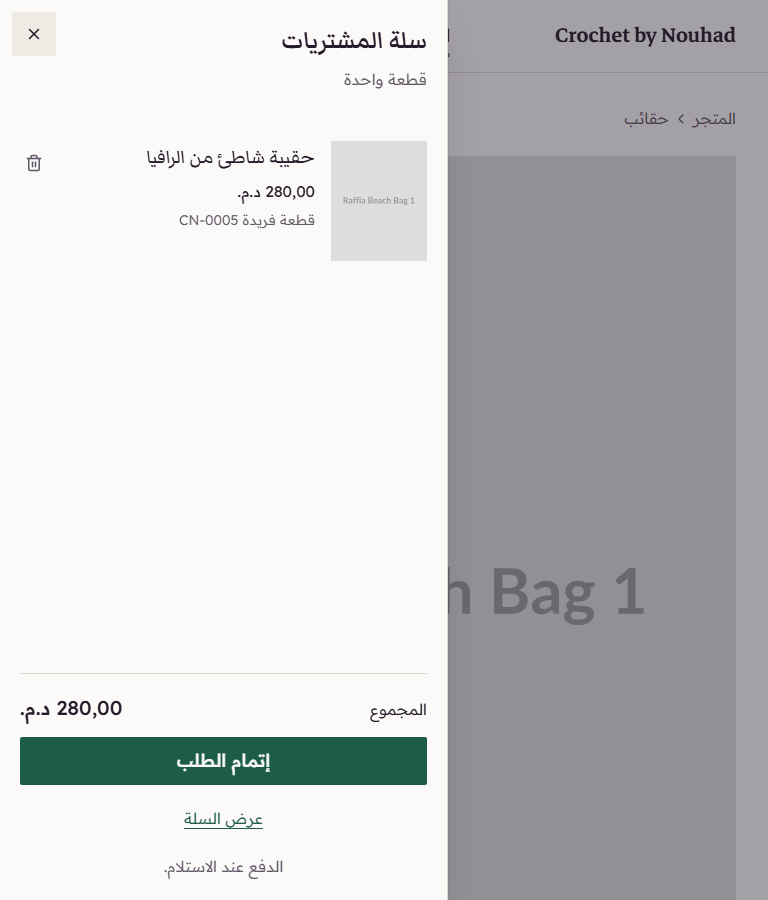 Crochet by Nouhad
المتجر › حقائب
h Bag 1
سلة المشتريات
قطعة واحدة
Raffia Beach Bag 1
حقيبة شاطئ من الرافيا
280,00 د.م.
قطعة فريدة CN-0005
المجموع
280,00 د.م.
إتمام الطلب
عرض السلة
الدفع عند الاستلام.